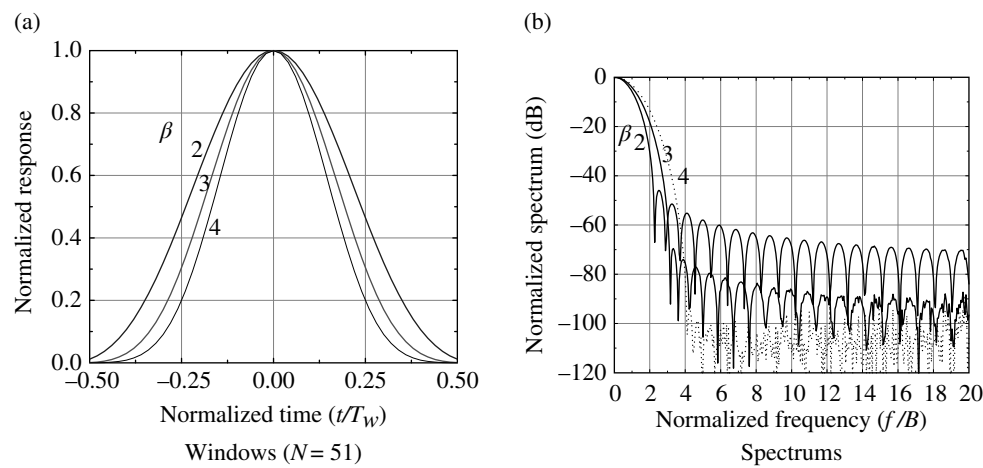 (a)
1.0
0.8
0.6
0.4
0.2
0.0
Normalized response
β
2
3
4
−0.50
−0.25
0.00
0.25
0.50
Normalized time (t/T_W)
Windows (N = 51)
(b)
0
−20
−40
−60
−80
−100
−120
Normalized spectrum (dB)
β
2
3
4
0 2 4 6 8 10 12 14 16 18 20
Normalized frequency (f/B)
Spectrums